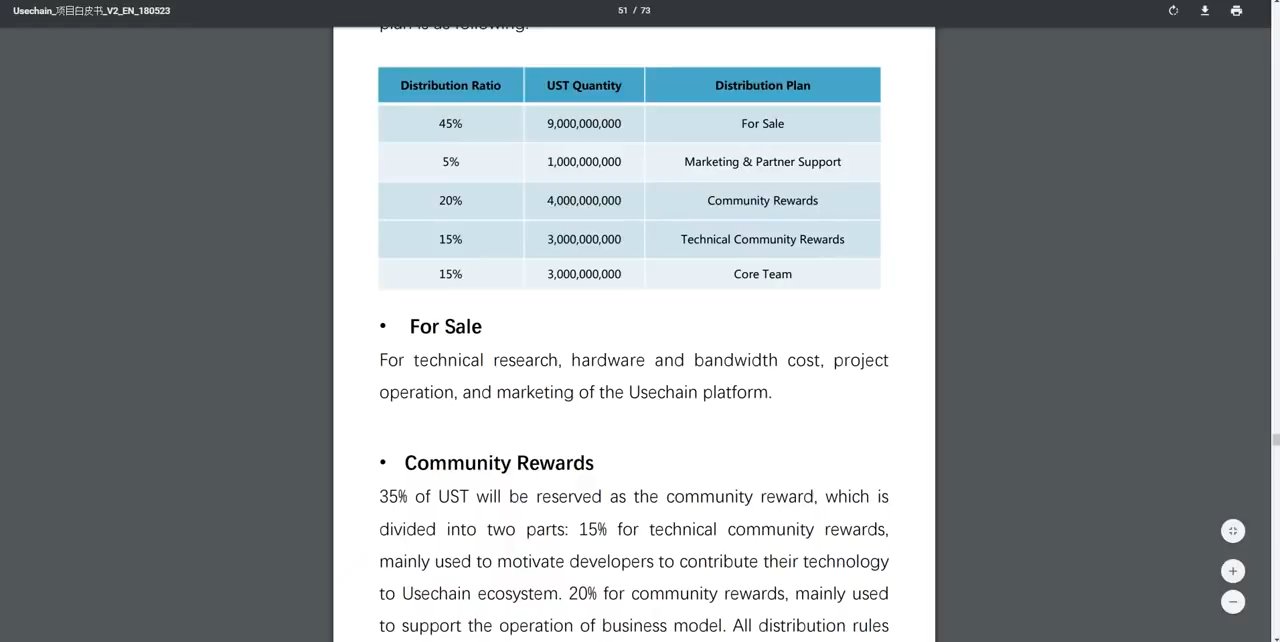 Usechain_项目白皮书_V2_EN_180523
51 / 73
plan is as following:
Distribution Ratio UST Quantity Distribution Plan
45% 9,000,000,000 For Sale
5% 1,000,000,000 Marketing & Partner Support
20% 4,000,000,000 Community Rewards
15% 3,000,000,000 Technical Community Rewards
15% 3,000,000,000 Core Team
• For Sale
For technical research, hardware and bandwidth cost, project
operation, and marketing of the Usechain platform.
• Community Rewards
35% of UST will be reserved as the community reward, which is
divided into two parts: 15% for technical community rewards,
mainly used to motivate developers to contribute their technology
to Usechain ecosystem. 20% for community rewards, mainly used
to support the operation of business model. All distribution rules